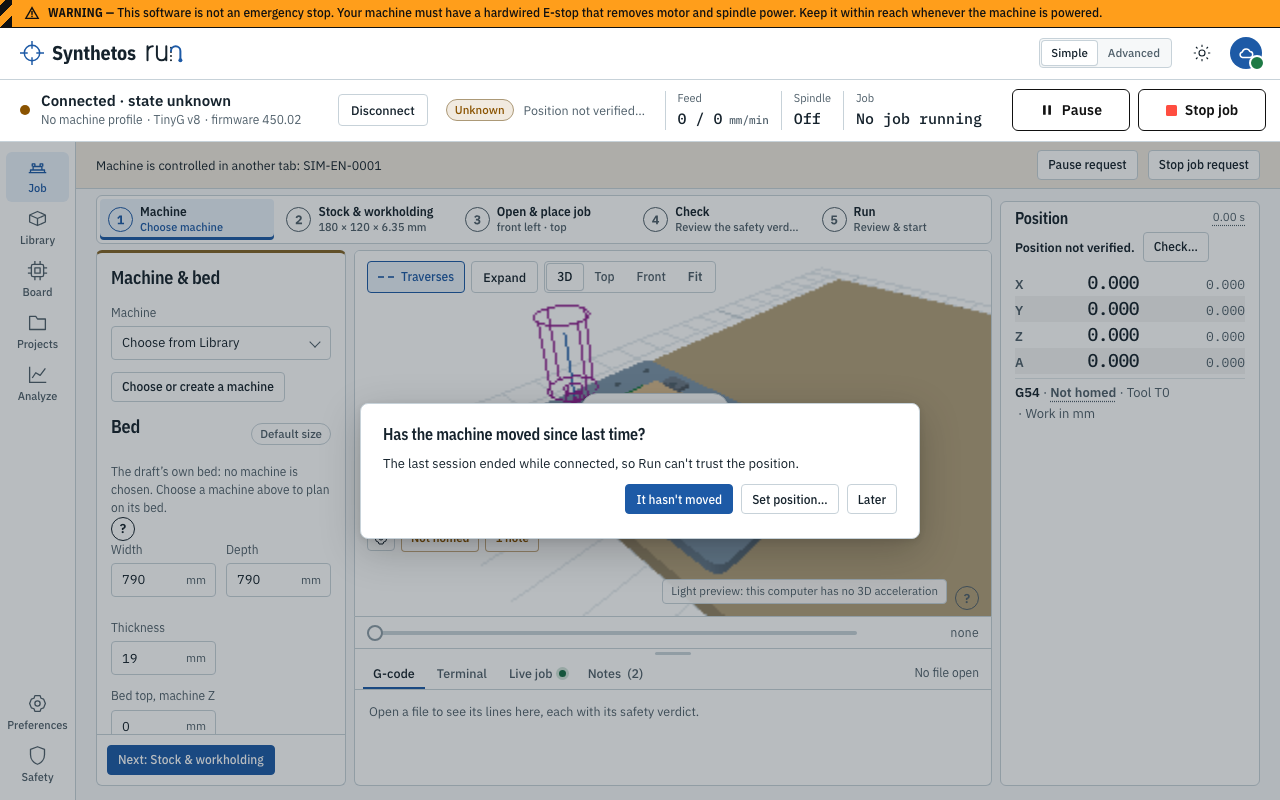 WARNING — This software is not an emergency stop. Your machine must have a hardwired E-stop that removes motor and spindle power. Keep it within reach whenever the machine is powered.
Synthetos run
Simple
Advanced
Connected · state unknown
No machine profile · TinyG v8 · firmware 450.02
Disconnect
Unknown
Position not verified...
Feed
0 / 0 mm/min
Spindle
Off
Job
No job running
Pause
Stop job
Job
Library
Board
Projects
Analyze
Preferences
Safety
Machine is controlled in another tab: SIM-EN-0001
Pause request
Stop job request
1 Machine
Choose machine
2 Stock & workholding
180 × 120 × 6.35 mm
3 Open & place job
front left · top
4 Check
Review the safety verd...
5 Run
Review & start
Machine & bed
Machine
Choose from Library
Choose or create a machine
Bed
Default size
The draft's own bed: no machine is
chosen. Choose a machine above to plan
on its bed.
?
Width
Depth
790 mm
790 mm
Thickness
19 mm
Bed top, machine Z
0 mm
Next: Stock & workholding
Traverses
Expand
3D
Top
Front
Fit
Has the machine moved since last time?
The last session ended while connected, so Run can't trust the position.
It hasn't moved
Set position...
Later
Not homed
1 note
Light preview: this computer has no 3D acceleration
?
none
G-code
Terminal
Live job
Notes (2)
No file open
Open a file to see its lines here, each with its safety verdict.
Position
0.00 s
Position not verified.
Check...
X 0.000 0.000
Y 0.000 0.000
Z 0.000 0.000
A 0.000 0.000
G54 · Not homed · Tool T0
· Work in mm